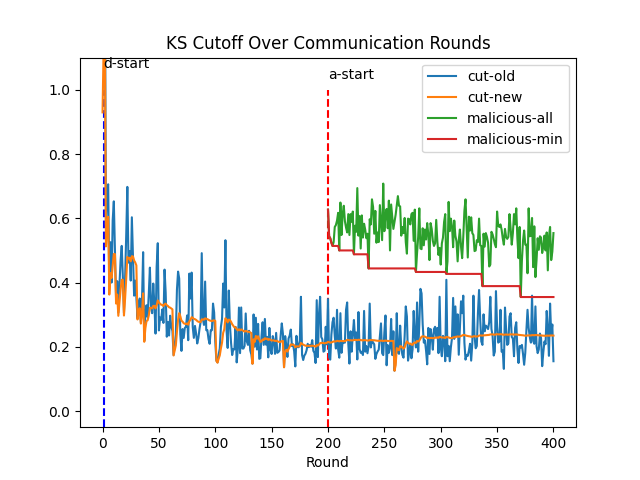 KS Cutoff Over Communication Rounds
d-start
a-start
cut-old
cut-new
malicious-all
malicious-min
1.0
0.8
0.6
0.4
0.2
0.0
0 50 100 150 200 250 300 350 400
Round